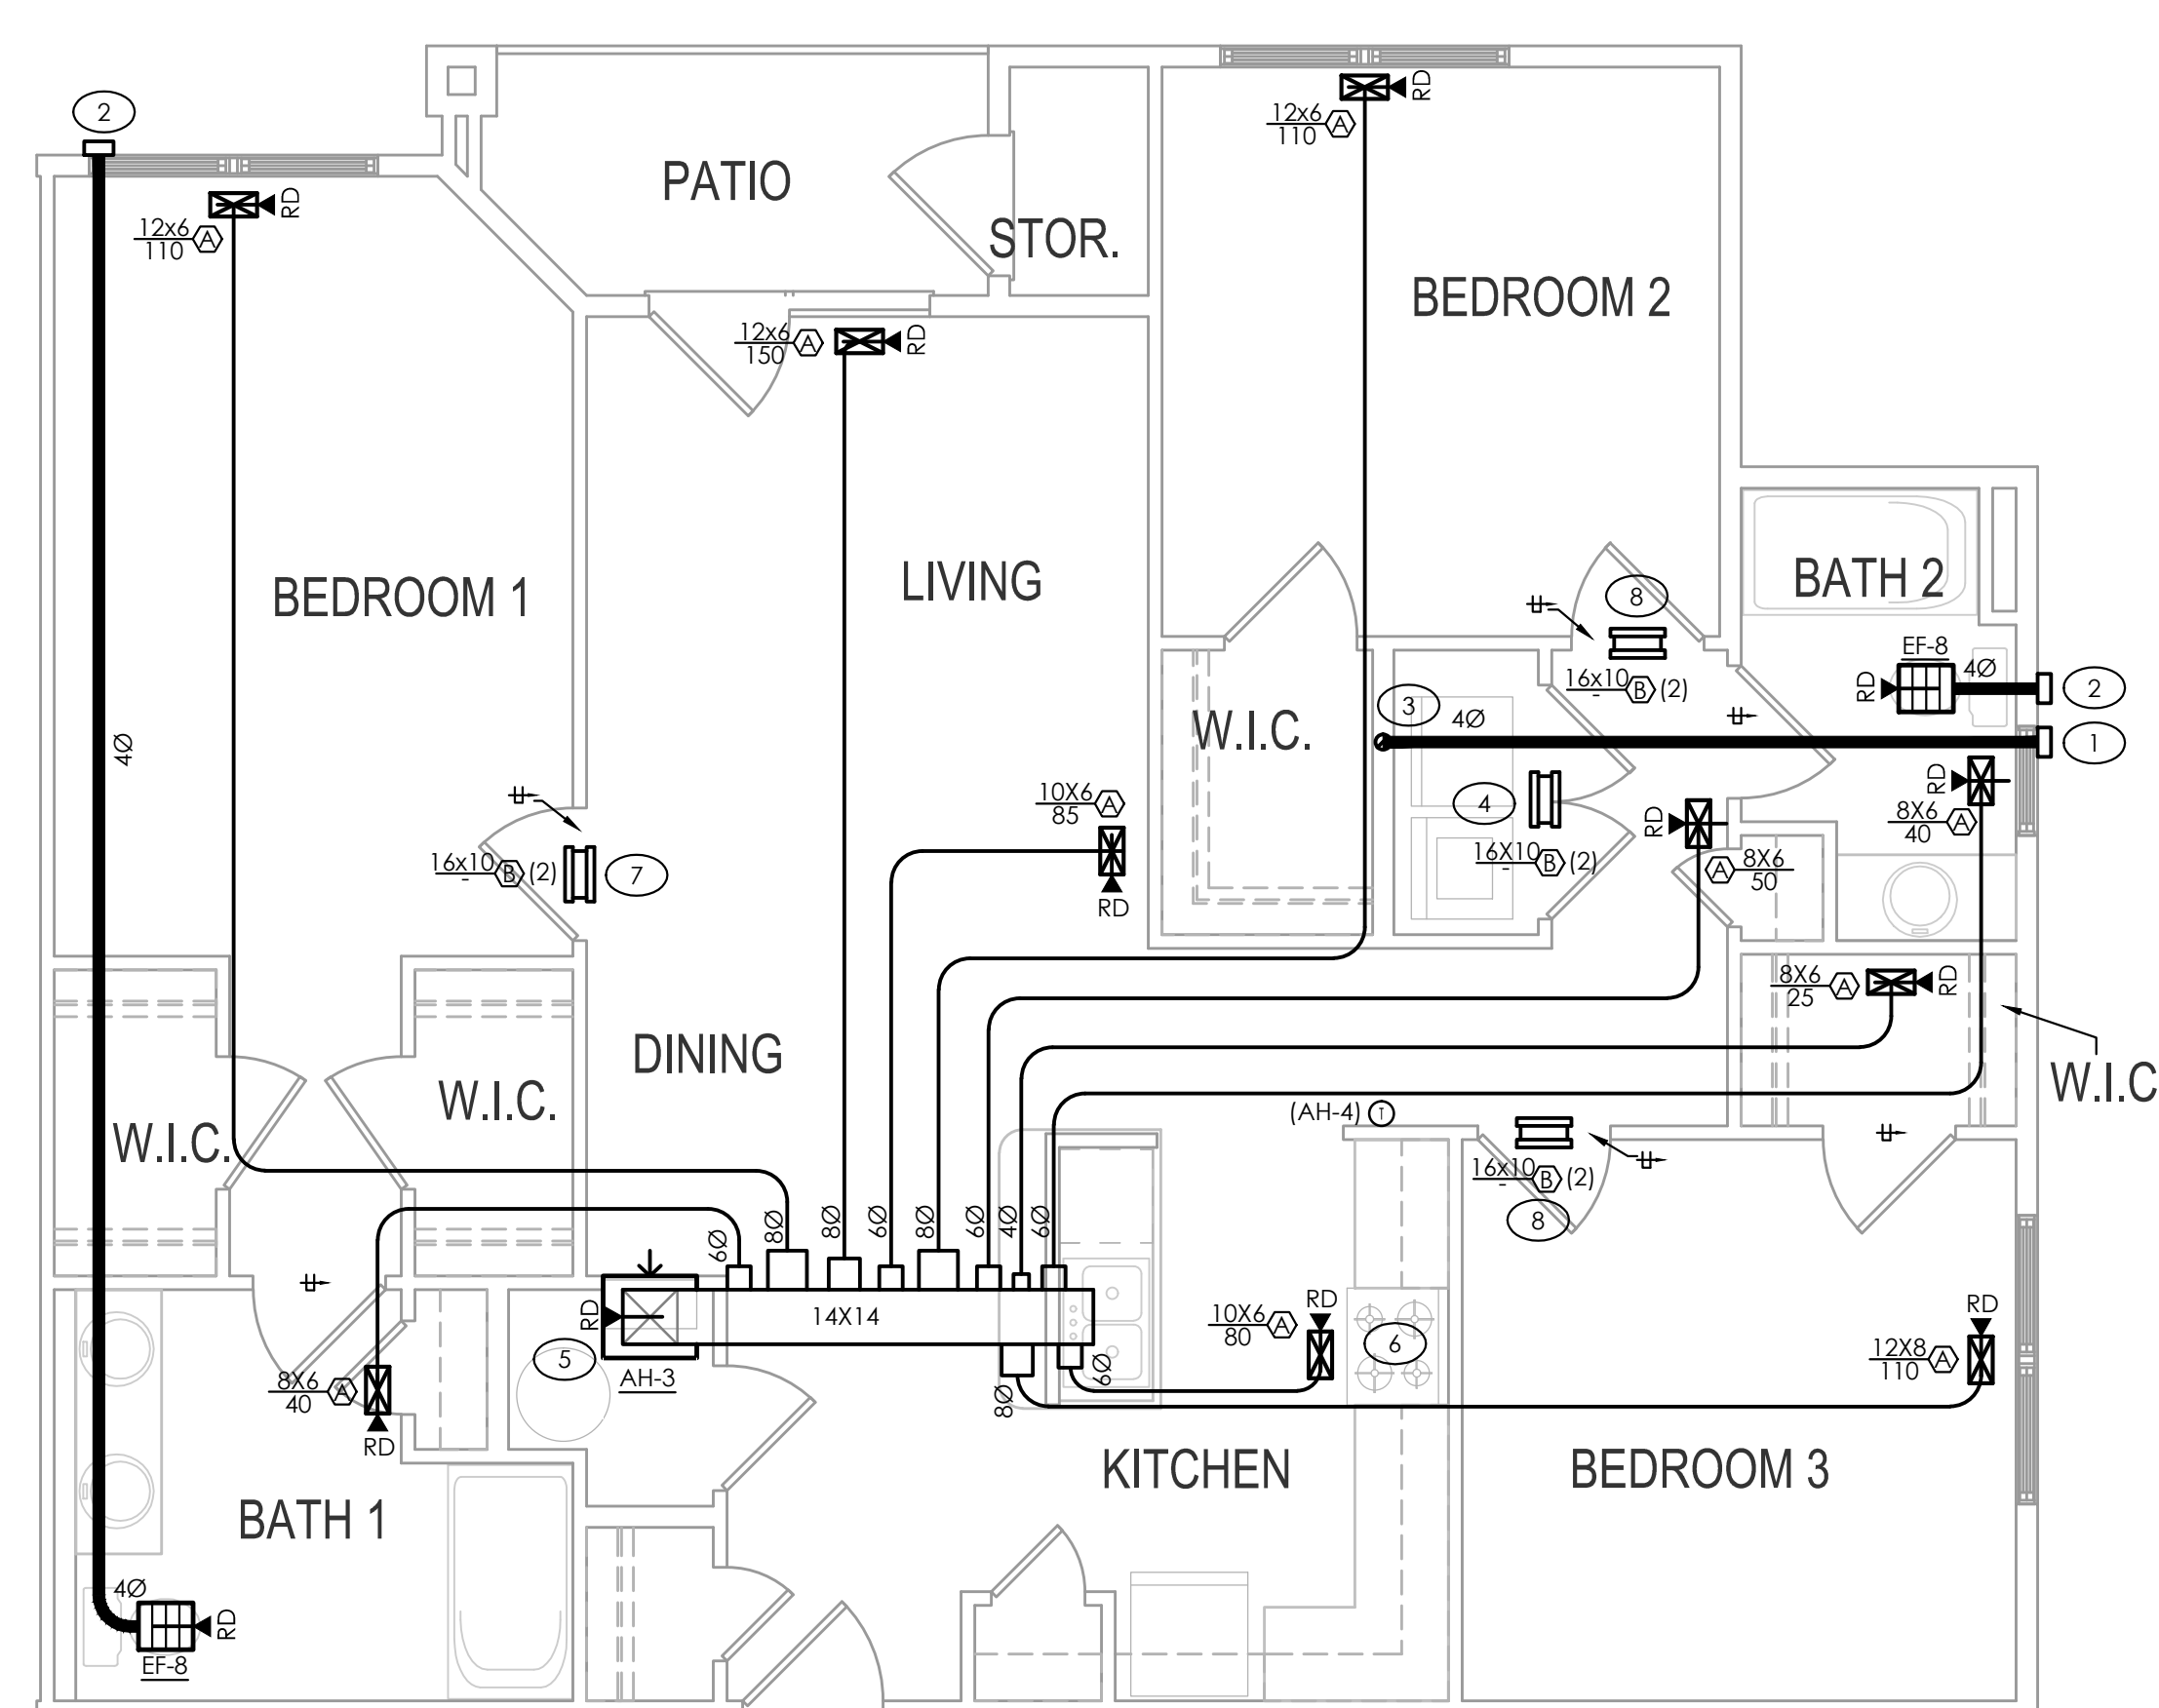 2
RD
12x6
110
A
PATIO
RD
12x6
110
A
STOR.
BEDROOM 2
12x6
150
A
RD
BEDROOM 1
LIVING
BATH 2
8
EF-8
4Ø
RD
2
16x10
-
B
(2)
3
4Ø
W.I.C.
1
4Ø
10X6
85
A
RD
4
16X10
-
B
(2)
RD
A
8X6
50
RD
8X6
40
A
16x10
-
B
(2)
7
8X6
25
A
RD
DINING
W.I.C.
W.I.C.
W.I.C
(AH-4) T
16x10
-
B
(2)
8
6Ø
8Ø
8Ø
6Ø
8Ø
6Ø
4Ø
6Ø
RD
14X14
5
AH-3
10X6
80
A
RD
6
RD
12X8
110
A
8X6
40
A
RD
8Ø
6Ø
KITCHEN
BEDROOM 3
BATH 1
4Ø
RD
EF-8